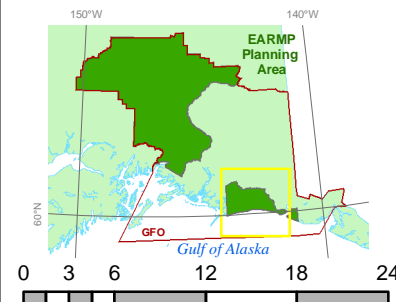 150°W
140°W
EARMP
Planning
Area
60°N
GFO
Gulf of Alaska
0 3 6 12 18 24